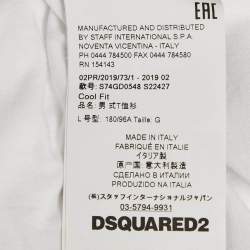 EAC
MANUFACTURED AND DISTRIBUTED
BY STAFF INTERNATIONAL S.P.A
NOVENTA VICENTINA - ITALY
PH 0444 784500 FAX 0444 784580
RN 154143
02PR/2019/73/1 - 2019 02
款号: S74GD0548 S22427
Cool Fit
品名: 男式T恤衫
L 号型: 180/96A Taglia: G
MADE IN ITALY
FABRIQUÉ EN ITALIE
イタリア製
原产国 意大利製造
СДЕЛАНО В ИТАЛИИ
PRODUZIDO NA ITALIA
(株)スタッフインターナショナルジャパン
03-5794-9931
DSQUARED2